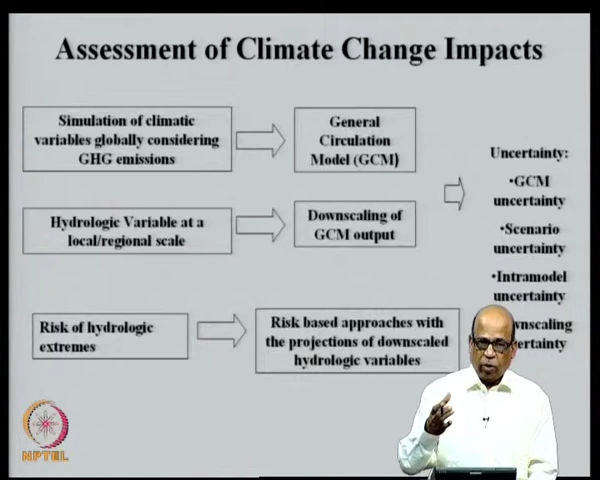 Assessment of Climate Change Impacts
Simulation of climatic
variables globally considering
GHG emissions
General
Circulation
Model (GCM)
Hydrologic Variable at a
local/regional scale
Downscaling of
GCM output
Risk of hydrologic
extremes
Risk based approaches with
the projections of downscaled
hydrologic variables
Uncertainty:
•GCM
uncertainty
•Scenario
uncertainty
•Intramodel
uncertainty
NPTEL